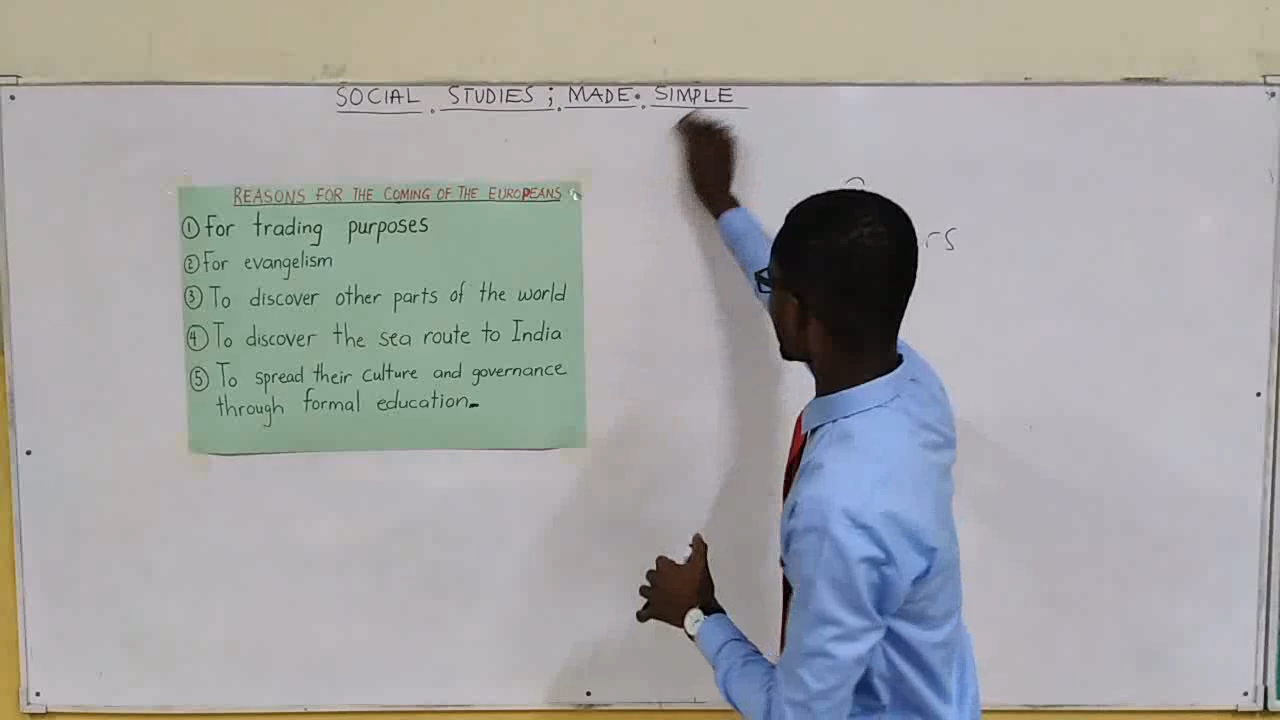 SOCIAL STUDIES ; MADE SIMPLE
REASONS FOR THE COMING OF THE EUROPEANS
① For trading purposes
② For evangelism
③ To discover other parts of the world
④ To discover the sea route to India
⑤ To spread their culture and governance
through formal education